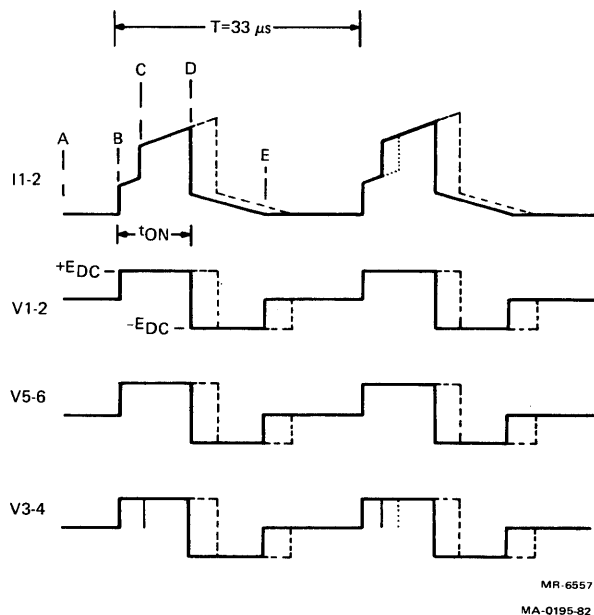 T=33 μs
C
D
A
B
E
I1-2
tON
+EDC
V1-2
−EDC
V5-6
V3-4
MR-6557
MA-0195-82